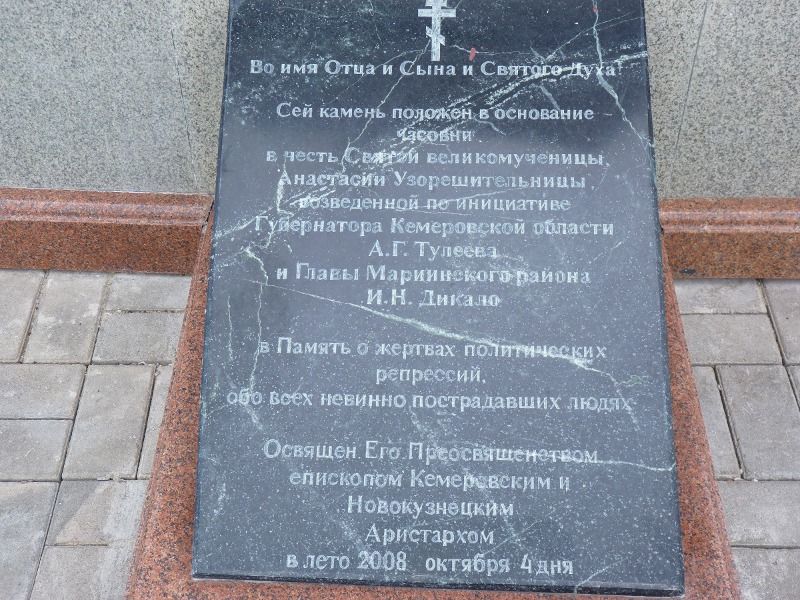 Во имя Отца и Сына и Святого Духа!
Сей камень положен в основание
часовни
в честь Святой великомученицы
Анастасии Узорешительницы,
возведенной по инициативе
Губернатора Кемеровской области
А.Г. Тулеева
и Главы Мариинского района
И.Н. Дикало
в Память о жертвах политических
репрессий,
обо всех невинно пострадавших людях
Освящен Его Преосвященством
епископом Кемеровским и
Новокузнецким
Аристархом
в лето 2008 октября 4 дня